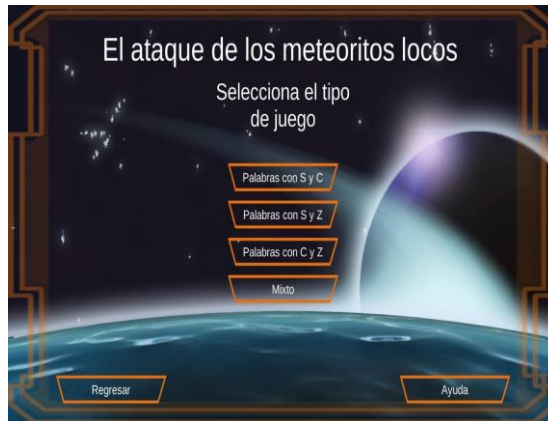 El ataque de los meteoritos locos
Selecciona el tipo
de juego
Palabras con S y C
Palabras con S y Z
Palabras con C y Z
Mixto
Regresar
Ayuda